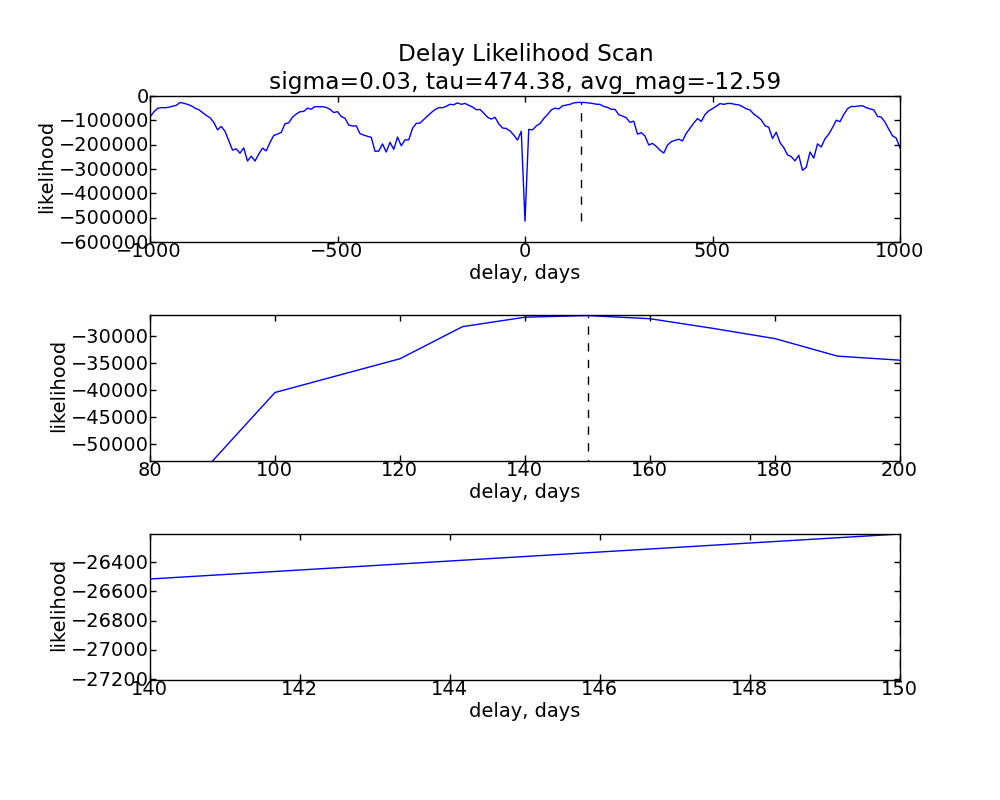 Delay Likelihood Scan
sigma=0.03, tau=474.38, avg_mag=-12.59
likelihood
0
−100000
−200000
−300000
−400000
−500000
−600000
−1000 −500 0 500 1000
delay, days
likelihood
−30000
−35000
−40000
−45000
−50000
80 100 120 140 160 180 200
delay, days
likelihood
−26400
−26600
−26800
−27000
−27200
140 142 144 146 148 150
delay, days